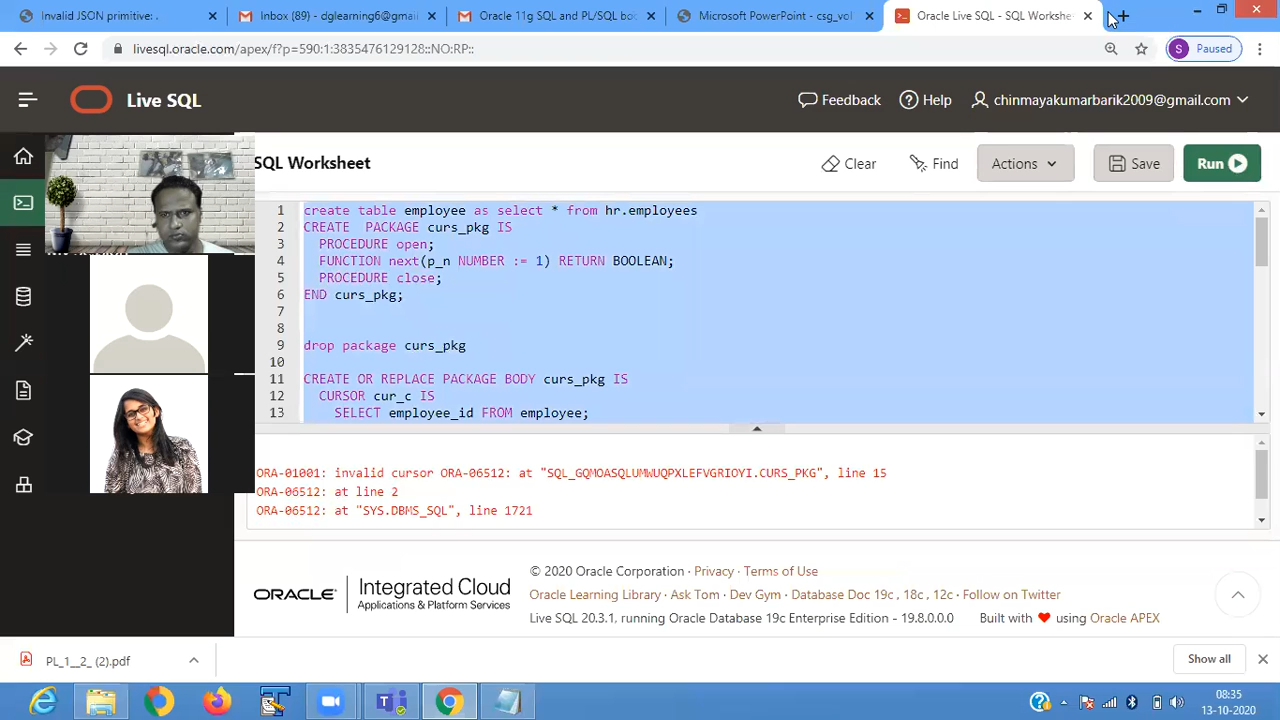 Invalid JSON primitive: .
Inbox (89) - dglearning6@gmail
Oracle 11g SQL and PL/SQL bo
Microsoft PowerPoint - csg_vol
Oracle Live SQL - SQL Workshe
livesql.oracle.com/apex/f?p=590:1:3835476129128::NO:RP::
S Paused
Live SQL
Feedback
Help
chinmayakumarbarik2009@gmail.com
SQL Worksheet
Clear
Find
Actions
Save
Run
1 create table employee as select * from hr.employees
2 CREATE  PACKAGE curs_pkg IS
3   PROCEDURE open;
4   FUNCTION next(p_n NUMBER := 1) RETURN BOOLEAN;
5   PROCEDURE close;
6 END curs_pkg;
7
8
9 drop package curs_pkg
10
11 CREATE OR REPLACE PACKAGE BODY curs_pkg IS
12   CURSOR cur_c IS
13     SELECT employee_id FROM employee;
ORA-01001: invalid cursor ORA-06512: at "SQL_GQMOASQLUMWUQPXLEFVGRIOYI.CURS_PKG", line 15
ORA-06512: at line 2
ORA-06512: at "SYS.DBMS_SQL", line 1721
ORACLE
Integrated Cloud
Applications & Platform Services
© 2020 Oracle Corporation · Privacy · Terms of Use
Oracle Learning Library · Ask Tom · Dev Gym · Database Doc 19c, 18c, 12c · Follow on Twitter
Live SQL 20.3.1, running Oracle Database 19c Enterprise Edition - 19.8.0.0.0
Built with ♥ using Oracle APEX
PL_1__2_ (2).pdf
Show all
08:35
13-10-2020